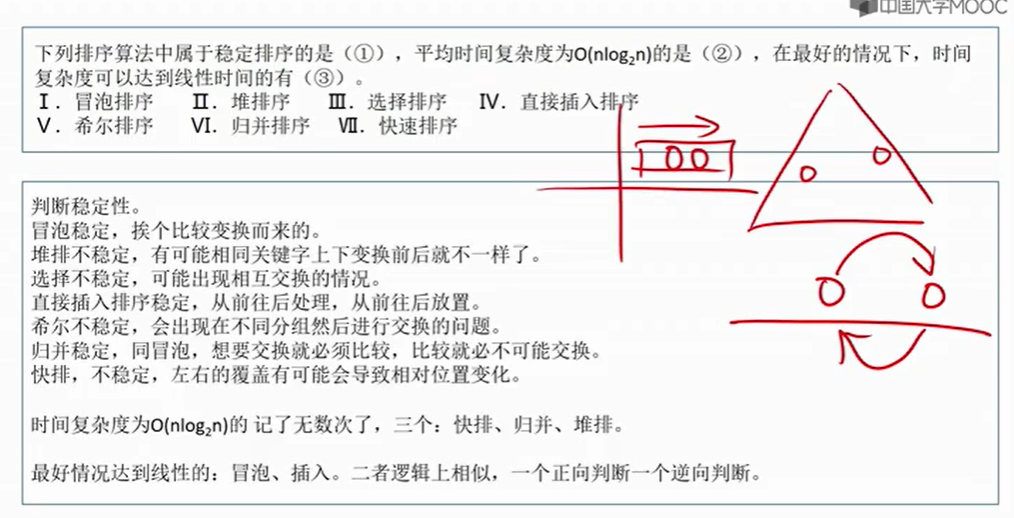 中国大学MOOC
下列排序算法中属于稳定排序的是（①），平均时间复杂度为O(nlog₂n)的是（②），在最好的情况下，时间
复杂度可以达到线性时间的有（③）。
Ⅰ．冒泡排序 Ⅱ．堆排序 Ⅲ．选择排序 Ⅳ．直接插入排序
Ⅴ．希尔排序 Ⅵ．归并排序 Ⅶ．快速排序
判断稳定性。
冒泡稳定，挨个比较变换而来的。
堆排不稳定，有可能相同关键字上下变换前后就不一样了。
选择不稳定，可能出现相互交换的情况。
直接插入排序稳定，从前往后处理，从前往后放置。
希尔不稳定，会出现在不同分组然后进行交换的问题。
归并稳定，同冒泡，想要交换就必须比较，比较就必不可能交换。
快排，不稳定，左右的覆盖有可能会导致相对位置变化。
时间复杂度为O(nlog₂n)的 记了无数次了，三个：快排、归并、堆排。
最好情况达到线性的：冒泡、插入。二者逻辑上相似，一个正向判断一个逆向判断。